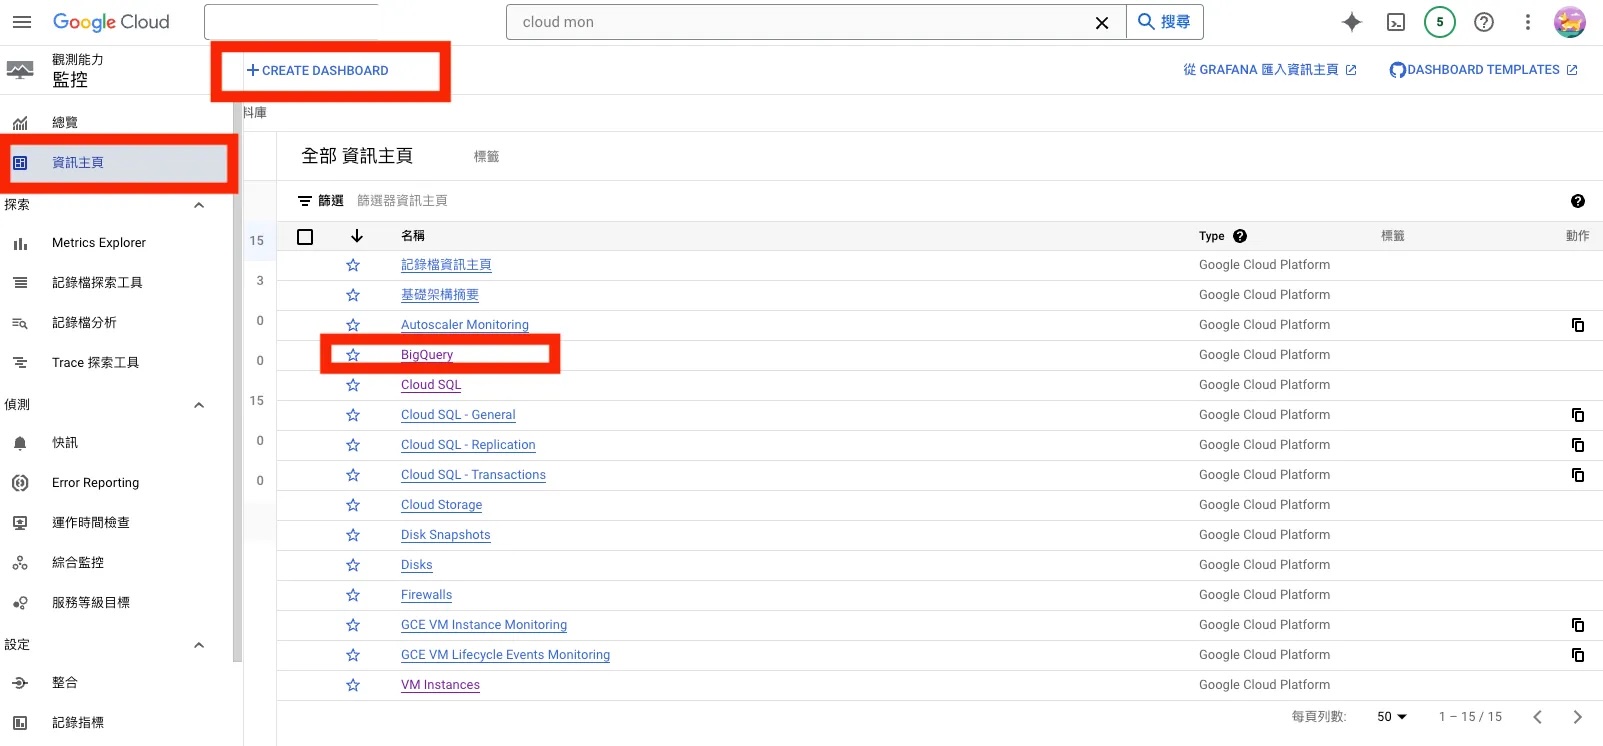 Google Cloud
cloud mon
搜尋
5
觀測能力
監控
CREATE DASHBOARD
從 GRAFANA 匯入資訊主頁
DASHBOARD TEMPLATES
總覽
資訊主頁
探索
Metrics Explorer
記錄檔探索工具
記錄檔分析
Trace 探索工具
偵測
快訊
Error Reporting
運作時間檢查
綜合監控
服務等級目標
設定
整合
記錄指標
料庫
15
3
0
0
15
0
0
全部 資訊主頁
標籤
篩選 篩選器資訊主頁
名稱 Type 標籤 動作
記錄檔資訊主頁 Google Cloud Platform
基礎架構摘要 Google Cloud Platform
Autoscaler Monitoring Google Cloud Platform
BigQuery Google Cloud Platform
Cloud SQL Google Cloud Platform
Cloud SQL - General Google Cloud Platform
Cloud SQL - Replication Google Cloud Platform
Cloud SQL - Transactions Google Cloud Platform
Cloud Storage Google Cloud Platform
Disk Snapshots Google Cloud Platform
Disks Google Cloud Platform
Firewalls Google Cloud Platform
GCE VM Instance Monitoring Google Cloud Platform
GCE VM Lifecycle Events Monitoring Google Cloud Platform
VM Instances Google Cloud Platform
每頁列數: 50 1 – 15 / 15